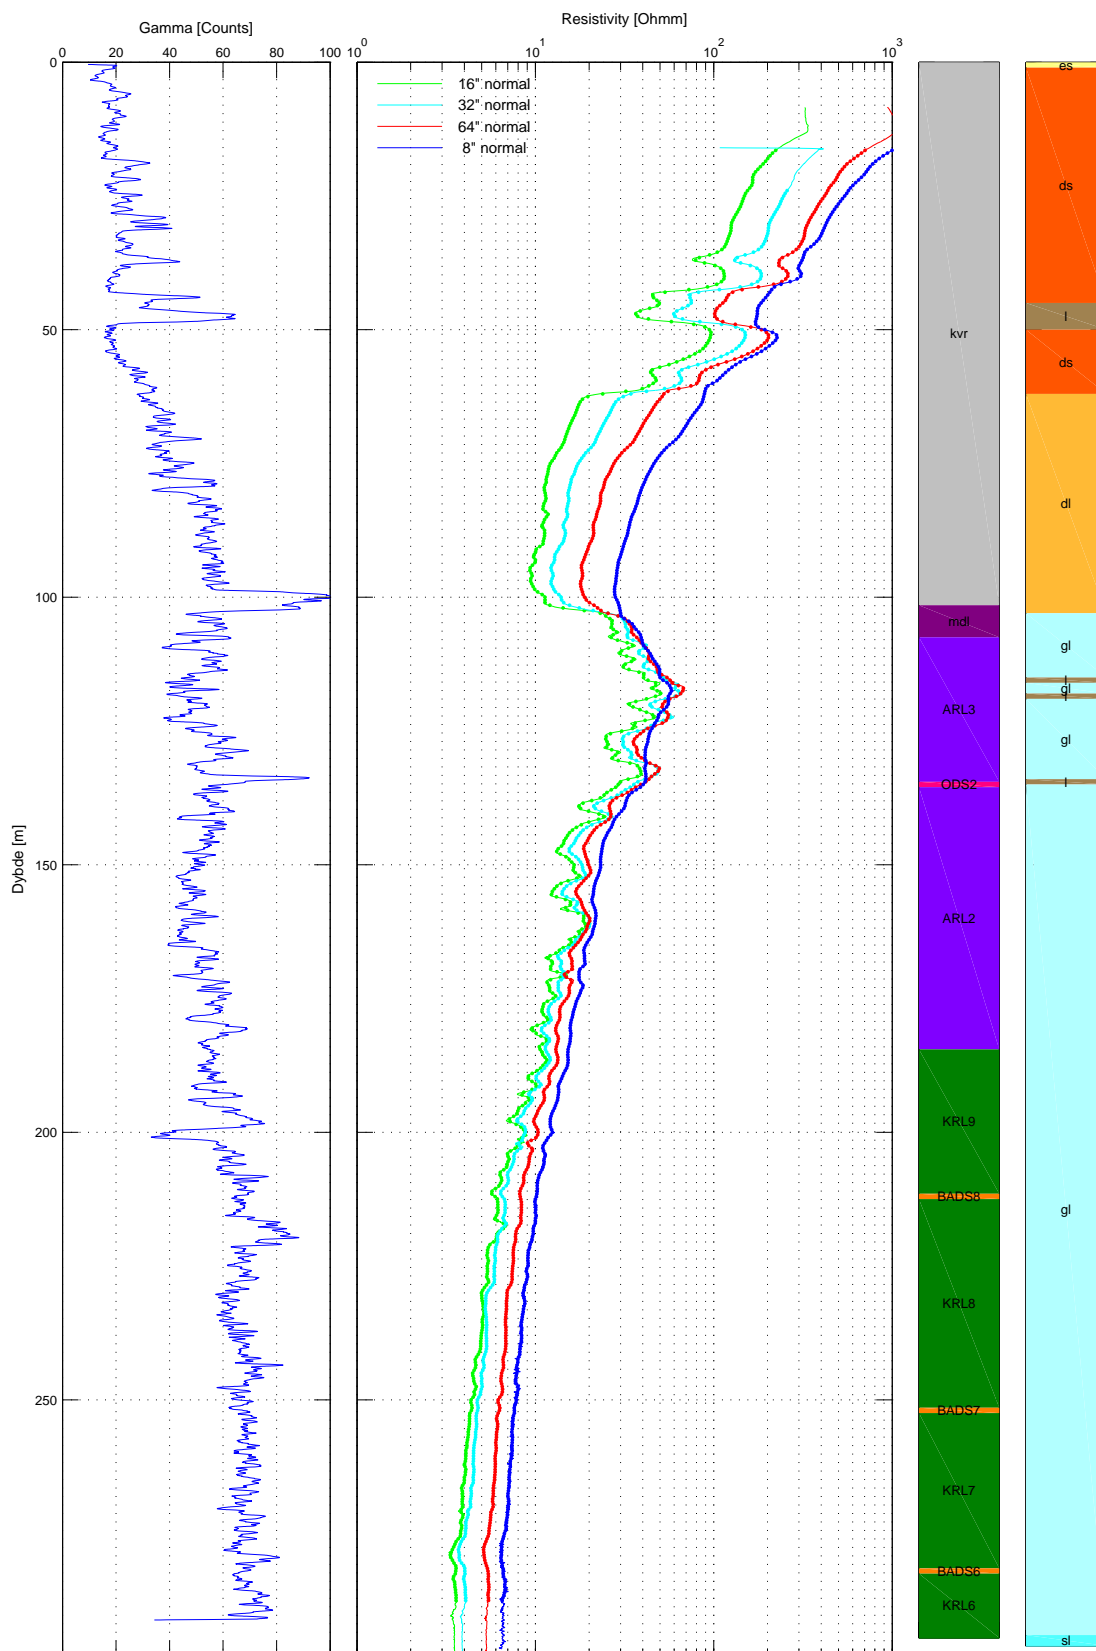 Gamma [Counts]
Resistivity [Ohmm]
0 20 40 60 80 100
10^0 10^1 10^2 10^3
16" normal
32" normal
64" normal
8" normal
Dybde [m]
0
50
100
150
200
250
kvr
mdl
ARL3
ODS2
ARL2
KRL9
BADS8
KRL8
BADS7
KRL7
BADS6
KRL6
es
ds
l
ds
dl
gl
l
gl
l
gl
l
gl
sl